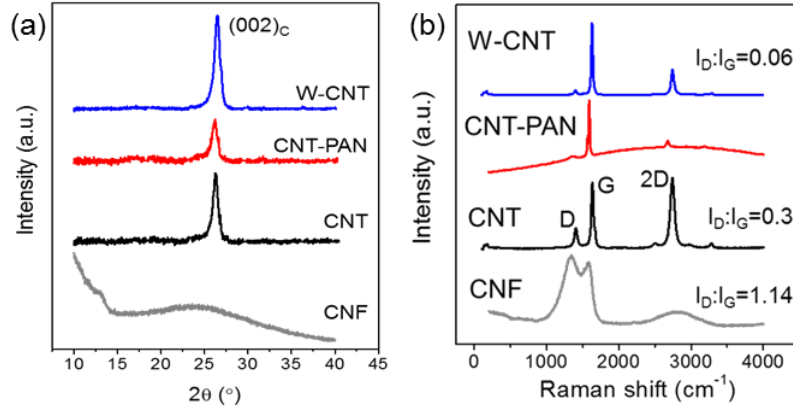 (a)
(002)C
W-CNT
CNT-PAN
CNT
CNF
Intensity (a.u.)
10 15 20 25 30 35 40 45
2θ (°)
(b)
W-CNT
ID:IG=0.06
CNT-PAN
G
2D
D
CNT
ID:IG=0.3
CNF
ID:IG=1.14
Intensity (a.u.)
0 1000 2000 3000 4000
Raman shift (cm-1)